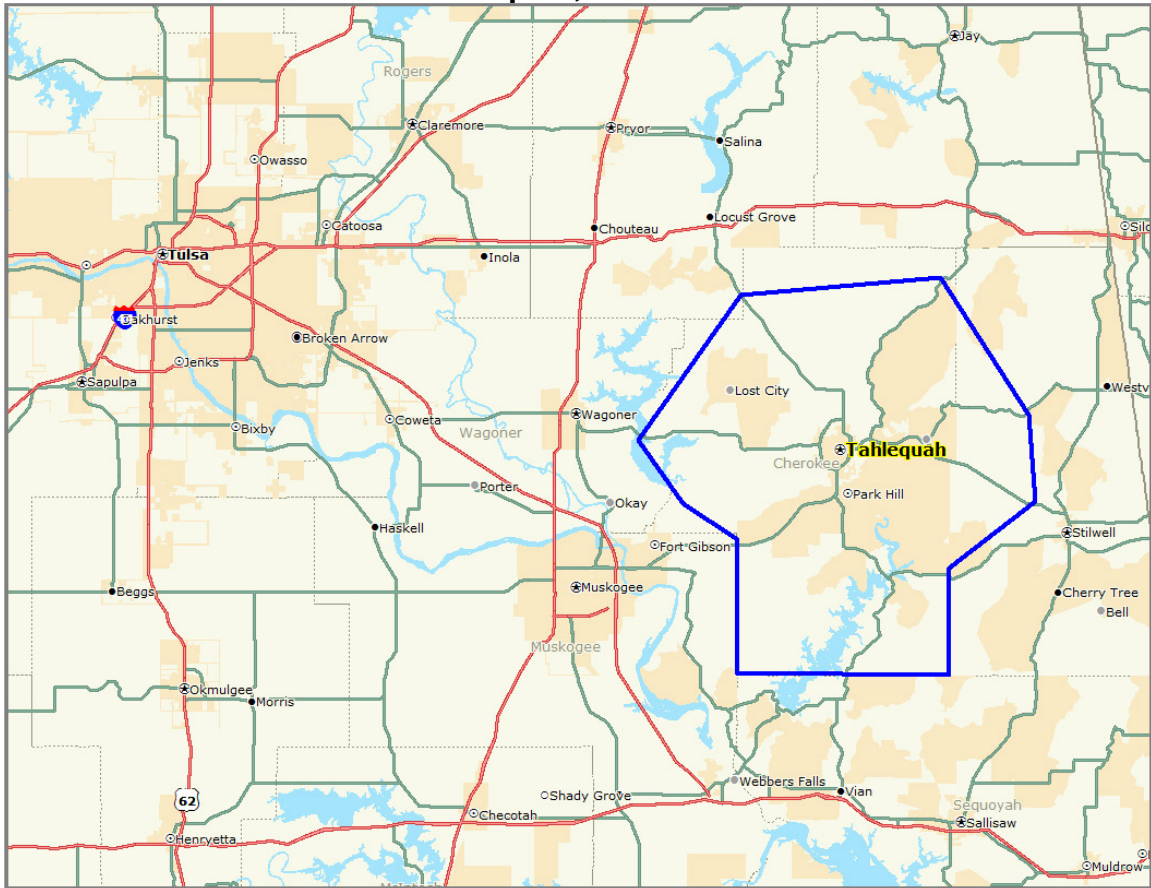 Jay
Rogers
Claremore
Pryor
Salina
Owasso
Locust Grove
Catoosa
Chouteau
Tulsa
Inola
Oakhurst
Broken Arrow
Jenks
Sapulpa
Westv
Lost City
Wagoner
Coweta
Bixby
Wagoner
Tahlequah
Cherokee
Porter
Park Hill
Okay
Haskell
Stilwell
Fort Gibson
Muskogee
Beggs
Cherry Tree
Bell
Muskogee
Okmulgee
Morris
Webbers Falls
Vian
Shady Grove
62
Sequoyah
Checotah
Sallisaw
Henryetta
Muldrow